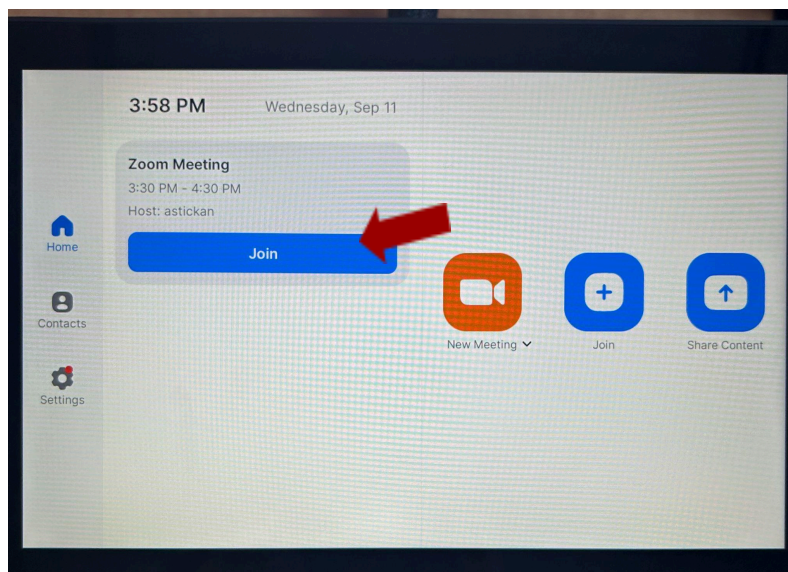 3:58 PM Wednesday, Sep 11
Zoom Meeting
3:30 PM - 4:30 PM
Host: astickan
Join
Home
Contacts
Settings
New Meeting
Join
Share Content